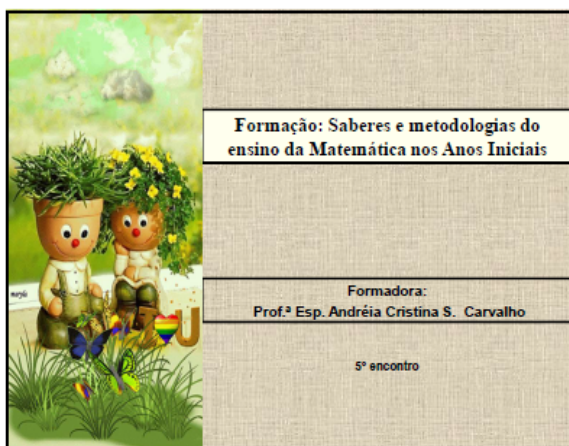 Formação: Saberes e metodologias do
ensino da Matemática nos Anos Iniciais
Formadora:
Prof.ª Esp. Andréia Cristina S. Carvalho
5º encontro